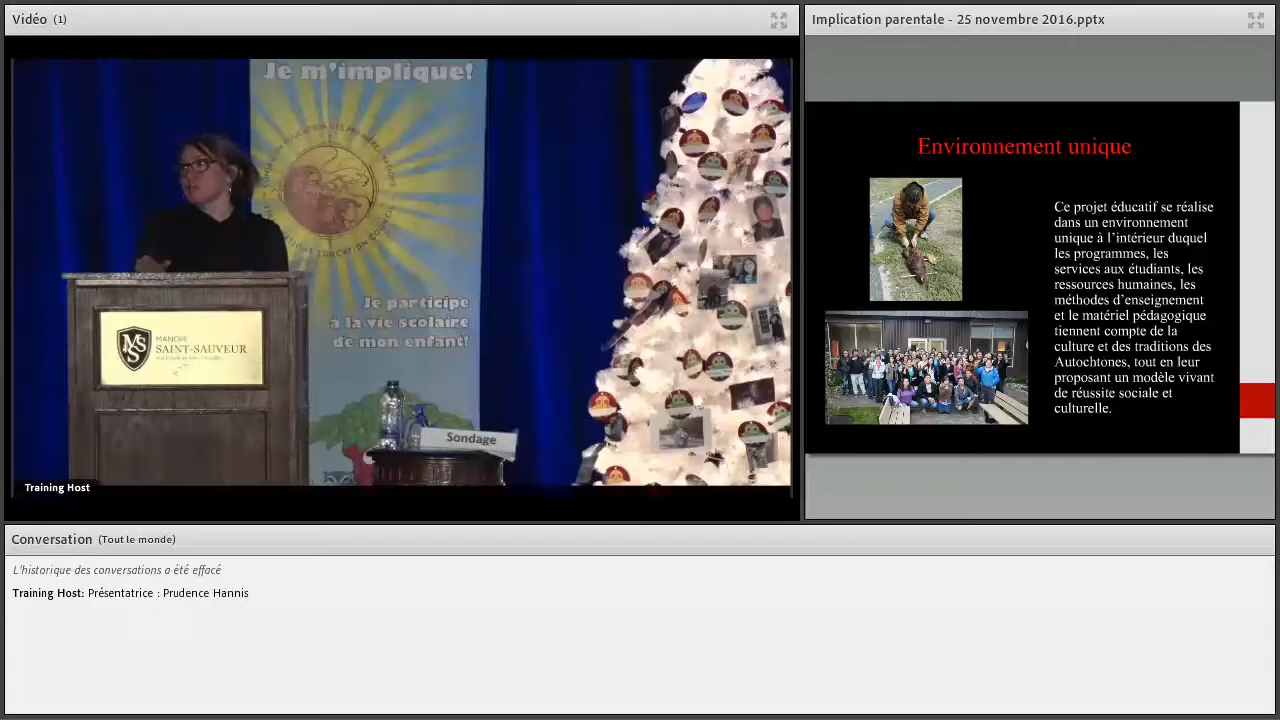 Vidéo (1)
Je m'implique!
Je participe
à la vie scolaire
de mon enfant!
MS
MANOIR
SAINT-SAUVEUR
Sondage
Training Host
Implication parentale - 25 novembre 2016.pptx
Environnement unique
Ce projet éducatif se réalise
dans un environnement
unique à l'intérieur duquel
les programmes, les
services aux étudiants, les
ressources humaines, les
méthodes d'enseignement
et le matériel pédagogique
tiennent compte de la
culture et des traditions des
Autochtones, tout en leur
proposant un modèle vivant
de réussite sociale et
culturelle.
Conversation (Tout le monde)
L'historique des conversations a été effacé
Training Host: Présentatrice : Prudence Hannis